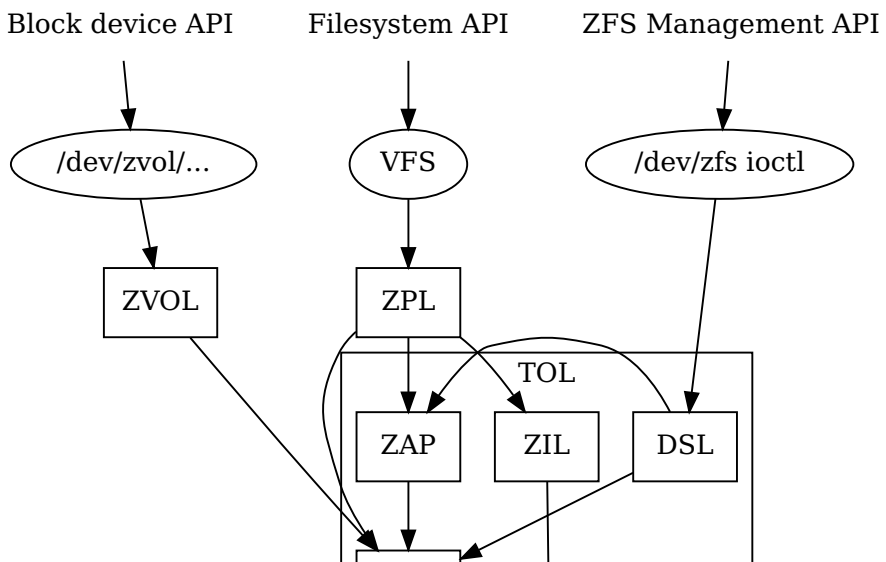 Block device API Filesystem API ZFS Management API
/dev/zvol/... VFS /dev/zfs ioctl
ZVOL ZPL
TOL
ZAP ZIL DSL